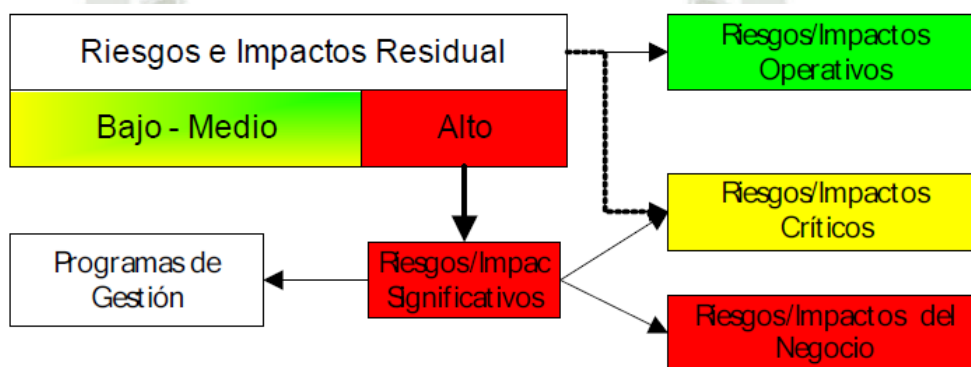 Riesgos e Impactos Residual
Bajo - Medio
Alto
Riesgos/Impactos
Operativos
Riesgos/Impactos
Críticos
Programas de
Gestión
Riesgos/Impac
Significativos
Riesgos/Impactos del
Negocio